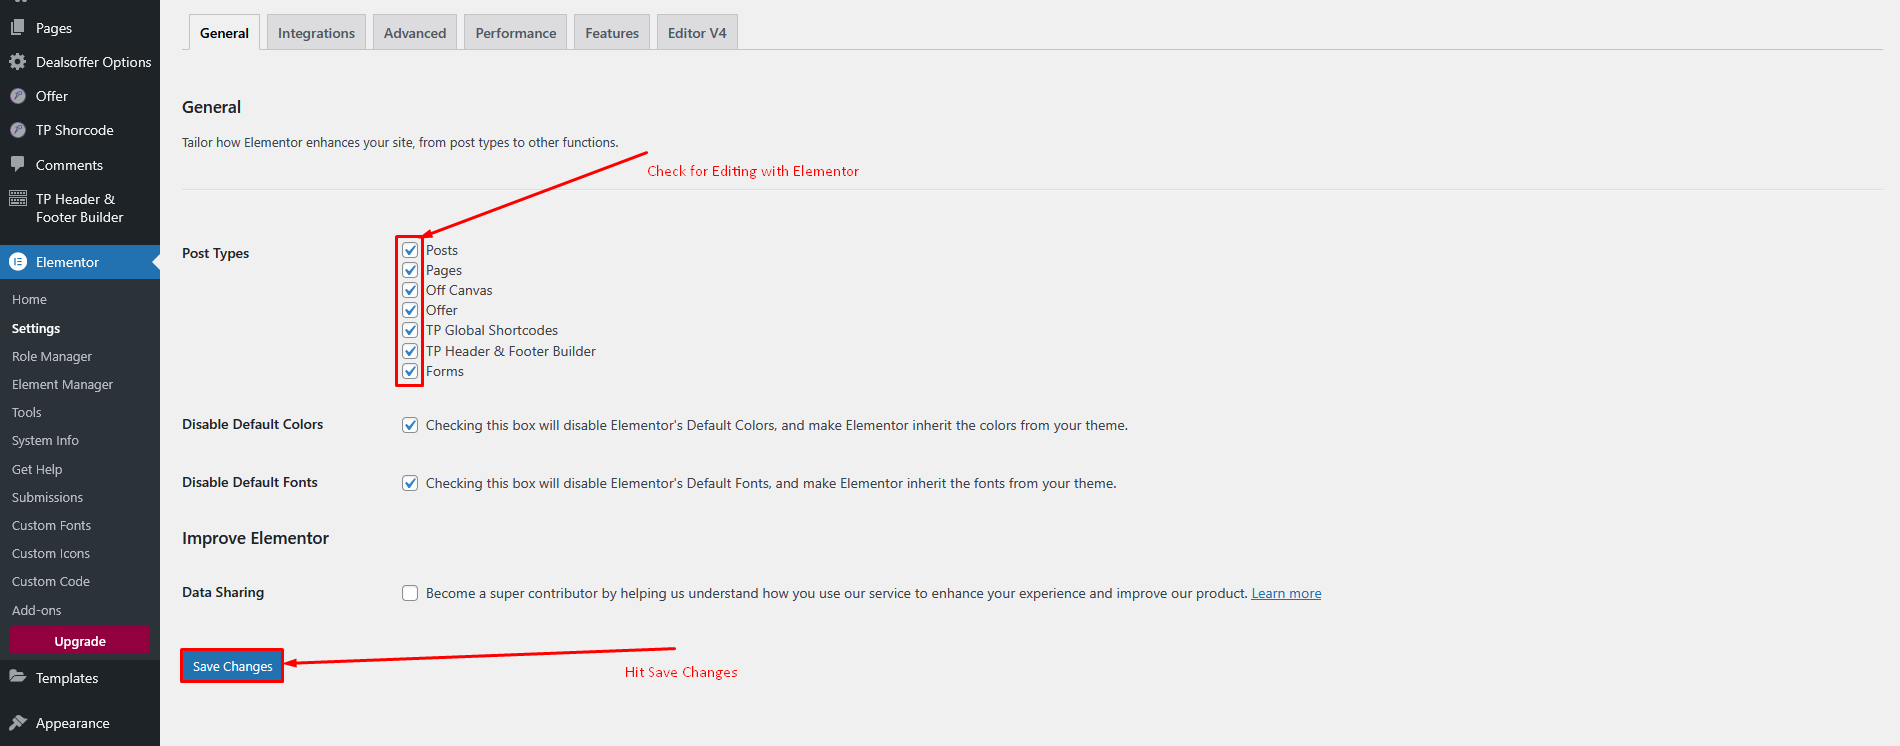 Pages
Dealsoffer Options
Offer
TP Shorcode
Comments
TP Header &
Footer Builder
Elementor
Home
Settings
Role Manager
Element Manager
Tools
System Info
Get Help
Submissions
Custom Fonts
Custom Icons
Custom Code
Add-ons
Upgrade
Templates
Appearance
General Integrations Advanced Performance Features Editor V4
General
Tailor how Elementor enhances your site, from post types to other functions.
Check for Editing with Elementor
Post Types
Posts
Pages
Off Canvas
Offer
TP Global Shortcodes
TP Header & Footer Builder
Forms
Disable Default Colors
Checking this box will disable Elementor's Default Colors, and make Elementor inherit the colors from your theme.
Disable Default Fonts
Checking this box will disable Elementor's Default Fonts, and make Elementor inherit the fonts from your theme.
Improve Elementor
Data Sharing
Become a super contributor by helping us understand how you use our service to enhance your experience and improve our product. Learn more
Save Changes
Hit Save Changes